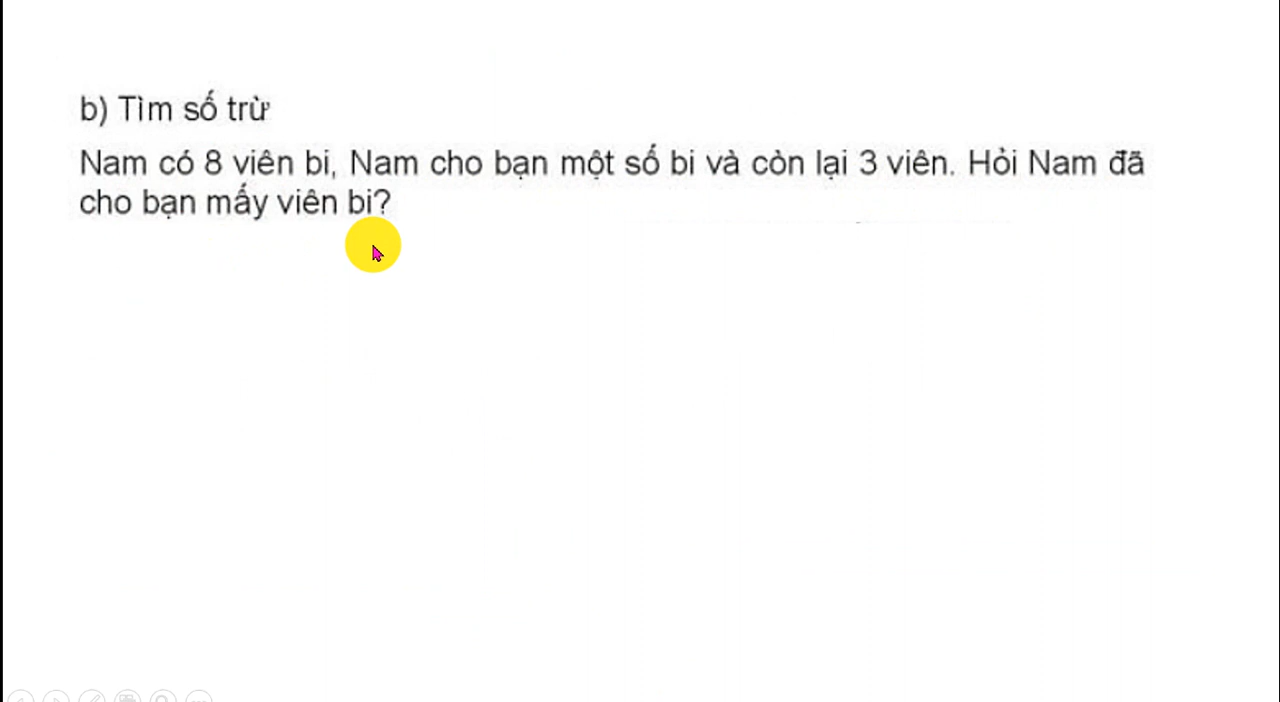 b) Tìm số trừ
Nam có 8 viên bi, Nam cho bạn một số bi và còn lại 3 viên. Hỏi Nam đã
cho bạn mấy viên bi?